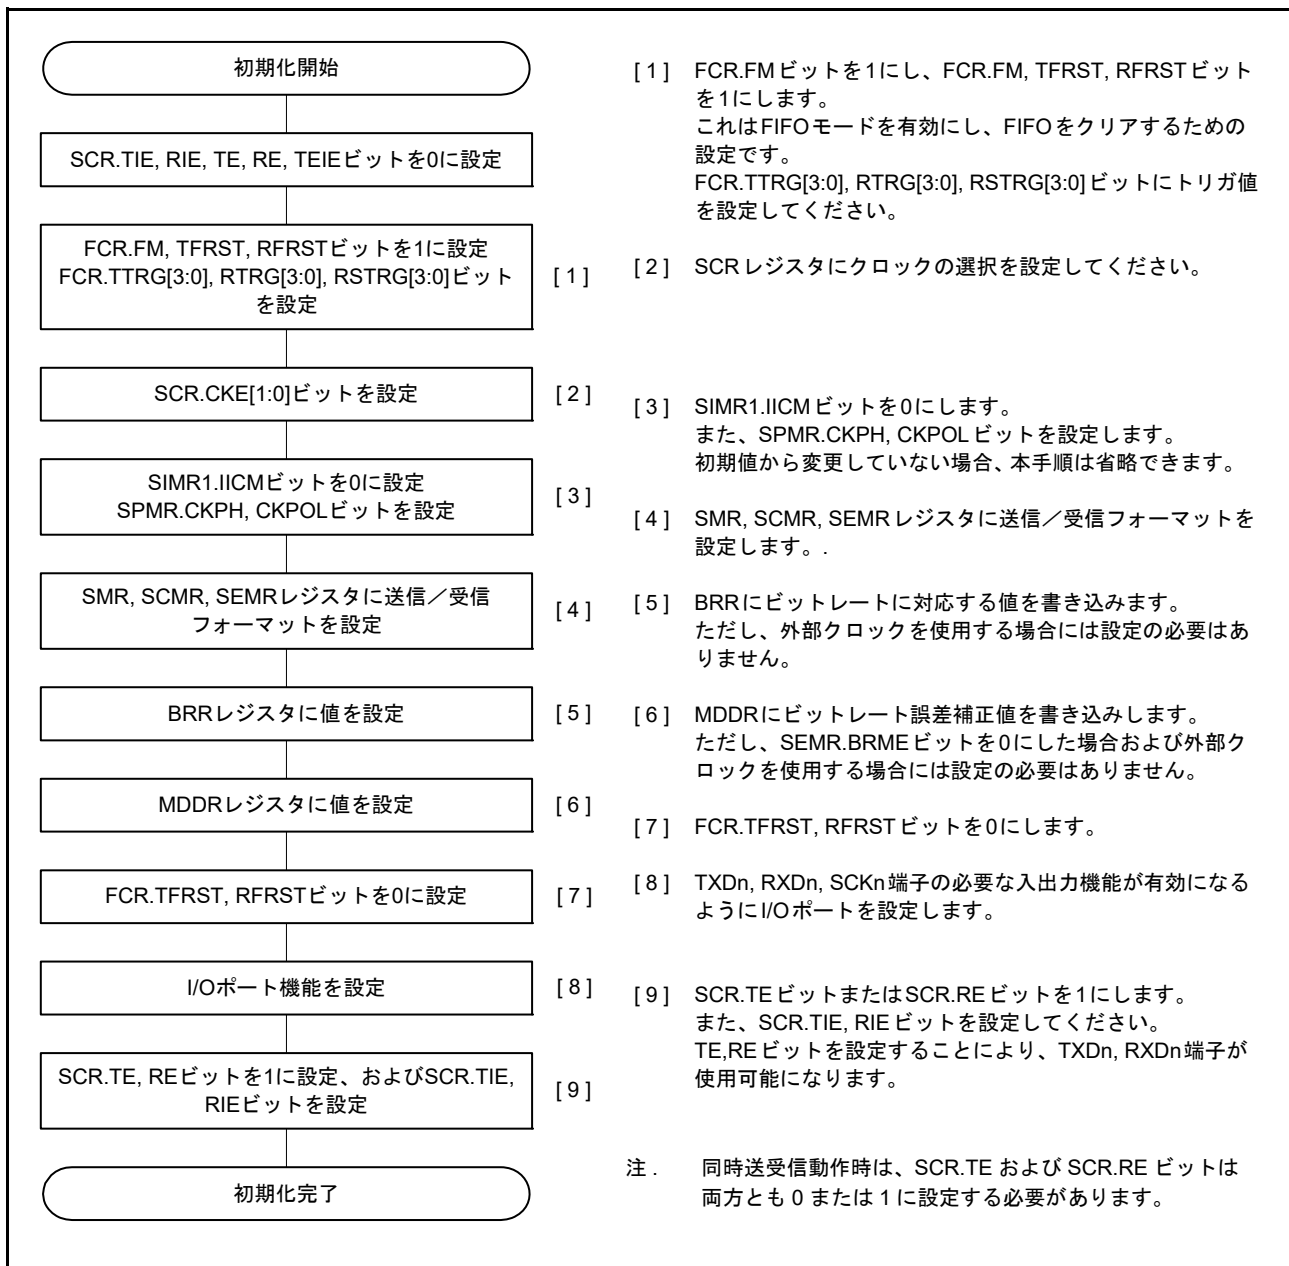 初期化開始
SCR.TIE, RIE, TE, RE, TEIEビットを0に設定
FCR.FM, TFRST, RFRSTビットを1に設定
FCR.TTRG[3:0], RTRG[3:0], RSTRG[3:0]ビット
を設定
[ 1 ]
SCR.CKE[1:0]ビットを設定
[ 2 ]
SIMR1.IICMビットを0に設定
SPMR.CKPH, CKPOLビットを設定
[ 3 ]
SMR, SCMR, SEMRレジスタに送信／受信
フォーマットを設定
[ 4 ]
BRRレジスタに値を設定
[ 5 ]
MDDRレジスタに値を設定
[ 6 ]
FCR.TFRST, RFRSTビットを0に設定
[ 7 ]
I/Oポート機能を設定
[ 8 ]
SCR.TE, REビットを1に設定、およびSCR.TIE,
RIEビットを設定
[ 9 ]
初期化完了
[ 1 ] FCR.FMビットを1にし、FCR.FM, TFRST, RFRSTビット
を1にします。
これはFIFOモードを有効にし、FIFOをクリアするための
設定です。
FCR.TTRG[3:0], RTRG[3:0], RSTRG[3:0]ビットにトリガ値
を設定してください。
[ 2 ] SCRレジスタにクロックの選択を設定してください。
[ 3 ] SIMR1.IICMビットを0にします。
また、SPMR.CKPH, CKPOLビットを設定します。
初期値から変更していない場合、本手順は省略できます。
[ 4 ] SMR, SCMR, SEMRレジスタに送信／受信フォーマットを
設定します。.
[ 5 ] BRRにビットレートに対応する値を書き込みます。
ただし、外部クロックを使用する場合には設定の必要はあ
りません。
[ 6 ] MDDRにビットレート誤差補正値を書き込みします。
ただし、SEMR.BRMEビットを0にした場合および外部ク
ロックを使用する場合には設定の必要はありません。
[ 7 ] FCR.TFRST, RFRSTビットを0にします。
[ 8 ] TXDn, RXDn, SCKn端子の必要な入出力機能が有効になる
ようにI/Oポートを設定します。
[ 9 ] SCR.TEビットまたはSCR.REビットを1にします。
また、SCR.TIE, RIEビットを設定してください。
TE,REビットを設定することにより、TXDn, RXDn端子が
使用可能になります。
注． 同時送受信動作時は、SCR.TE および SCR.RE ビットは
両方とも 0 または 1 に設定する必要があります。